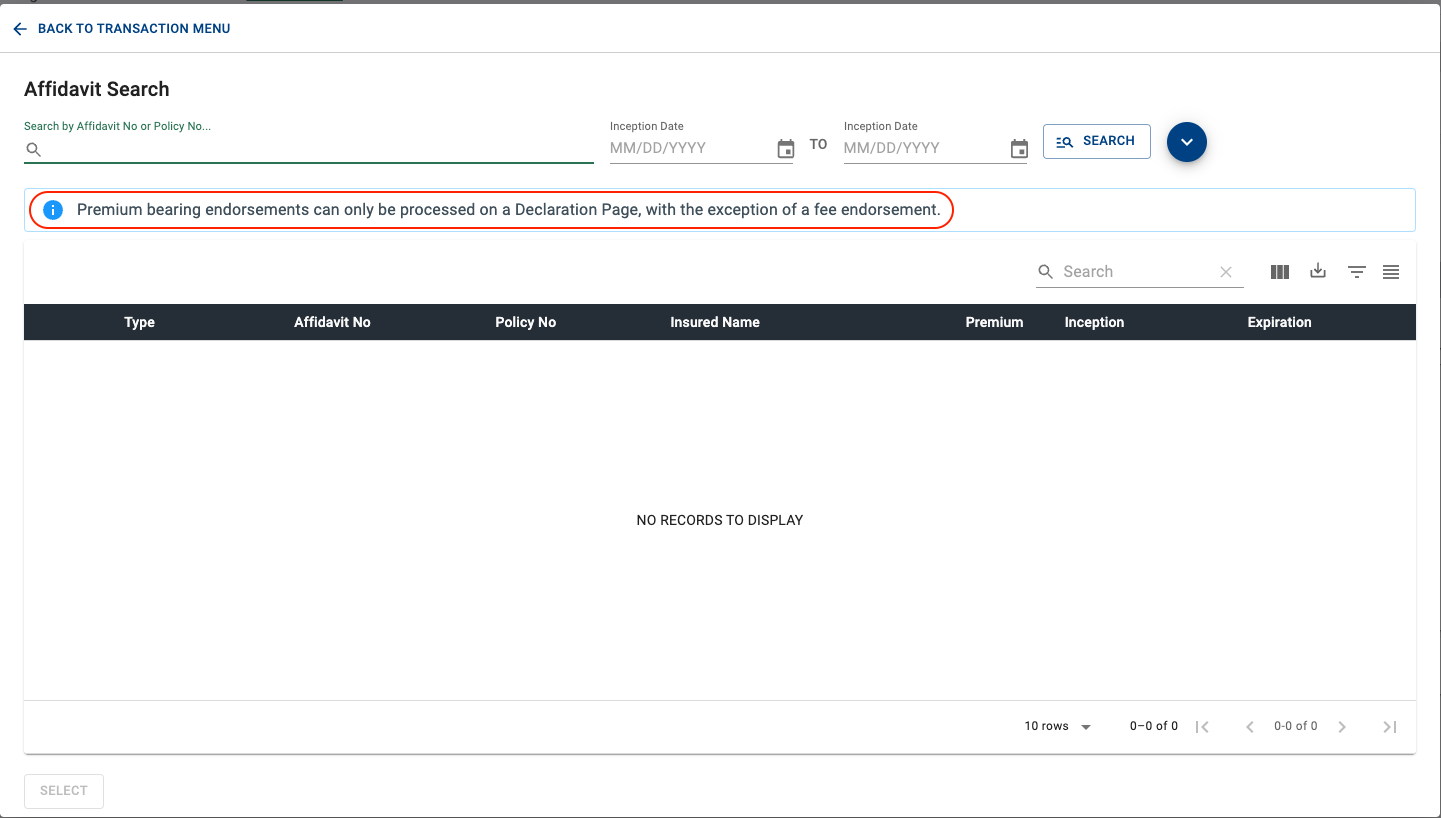 BACK TO TRANSACTION MENU
Affidavit Search
Search by Affidavit No or Policy No...
Inception Date
MM/DD/YYYY
TO
Inception Date
MM/DD/YYYY
SEARCH
Premium bearing endorsements can only be processed on a Declaration Page, with the exception of a fee endorsement.
Search
Type Affidavit No Policy No Insured Name Premium Inception Expiration
NO RECORDS TO DISPLAY
10 rows 0–0 of 0 0-0 of 0
SELECT